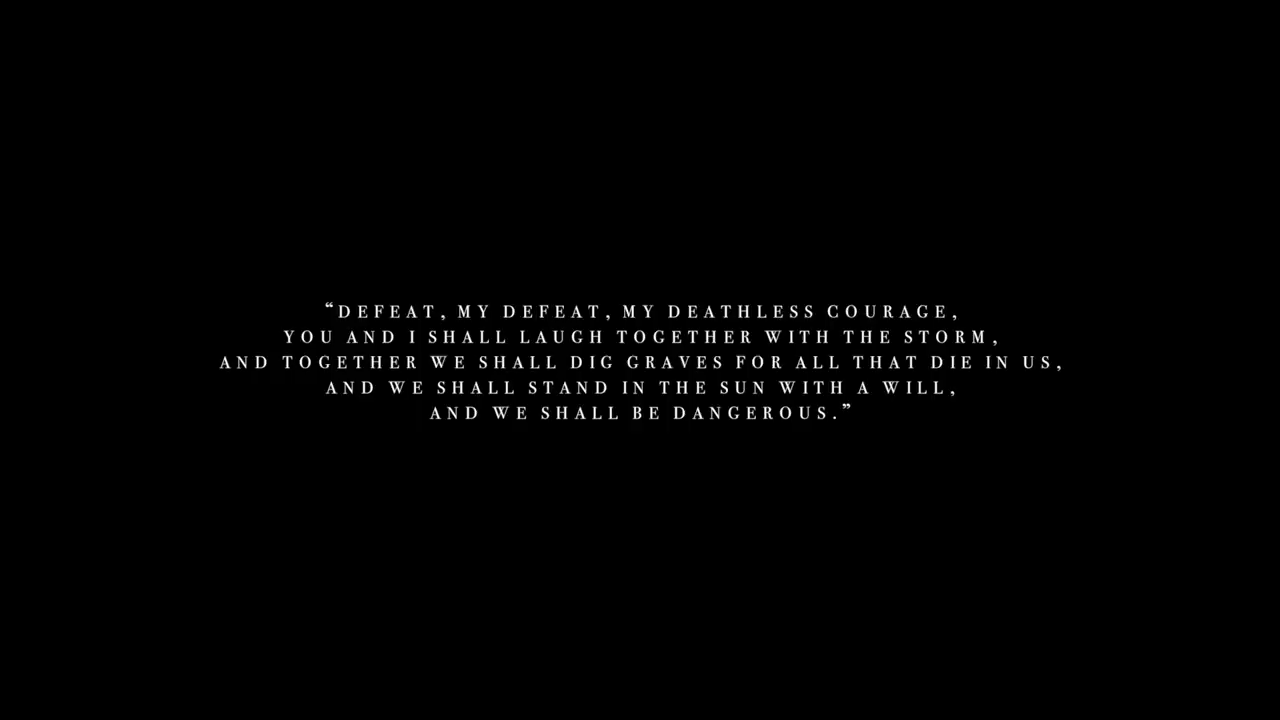 “DEFEAT, MY DEFEAT, MY DEATHLESS COURAGE,
YOU AND I SHALL LAUGH TOGETHER WITH THE STORM,
AND TOGETHER WE SHALL DIG GRAVES FOR ALL THAT DIE IN US,
AND WE SHALL STAND IN THE SUN WITH A WILL,
AND WE SHALL BE DANGEROUS.”